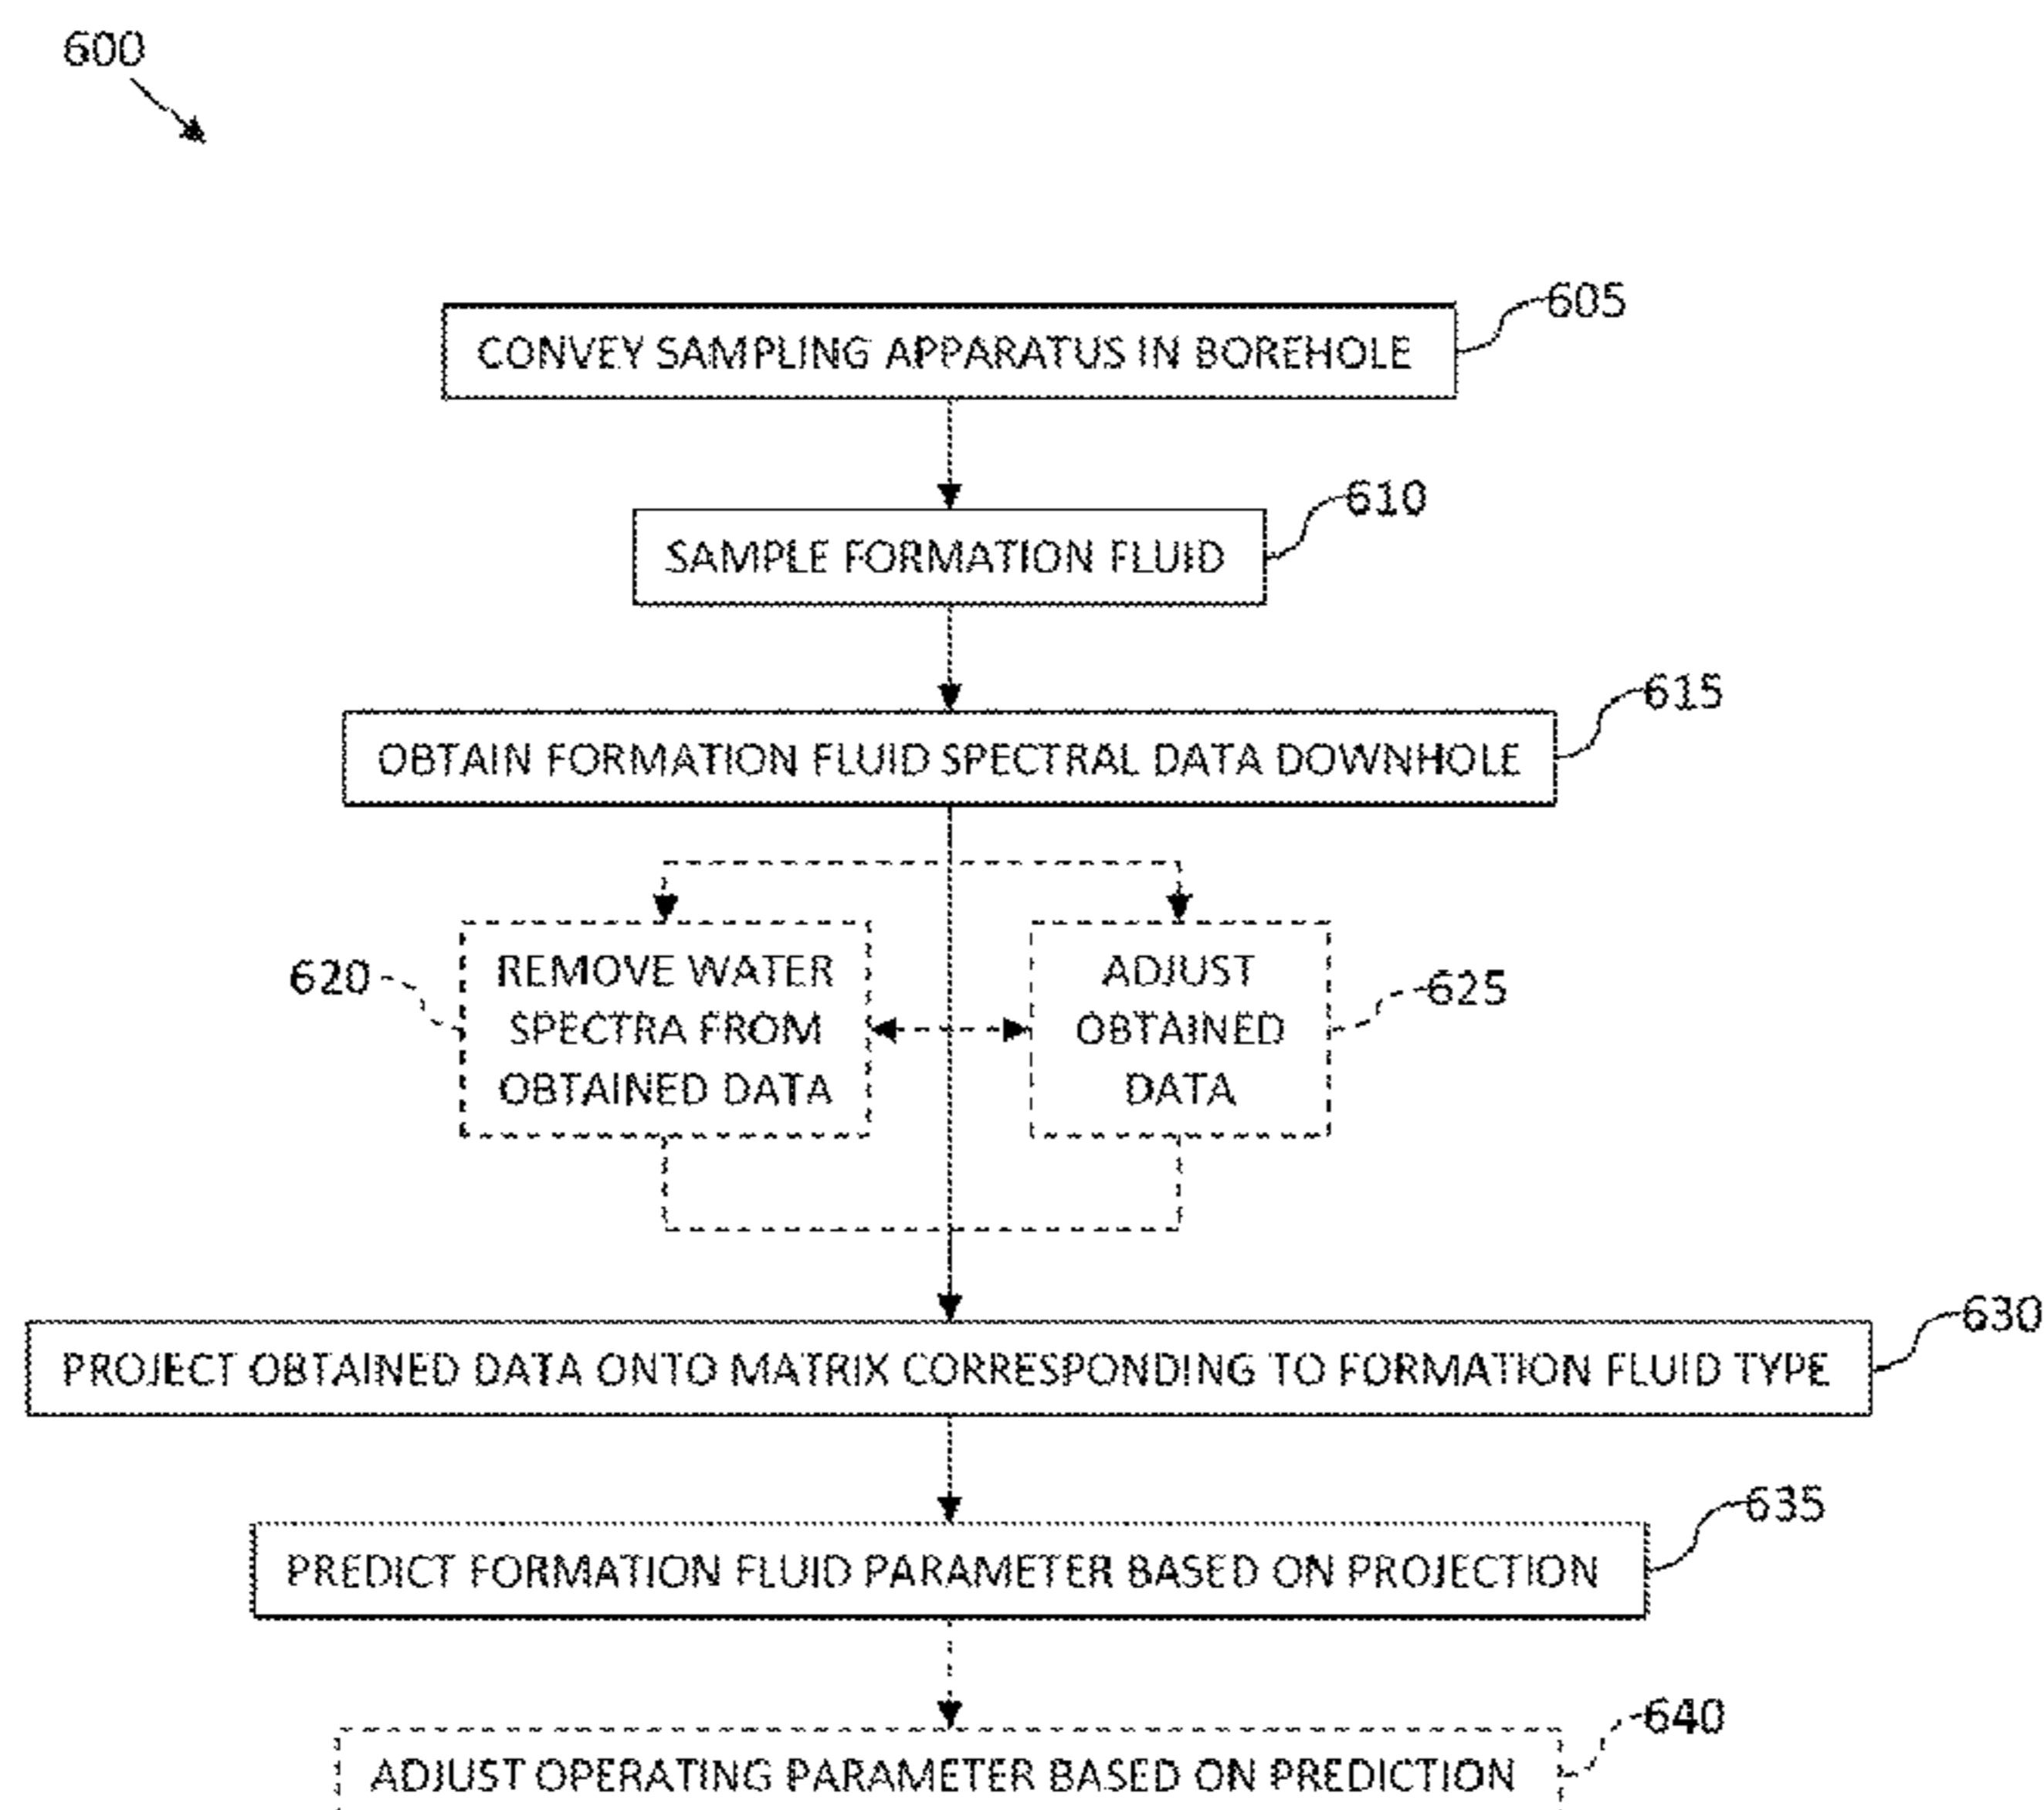 600
605
CONVEY SAMPLING APPARATUS IN BOREHOLE
610
SAMPLE FORMATION FLUID
615
OBTAIN FORMATION FLUID SPECTRAL DATA DOWNHOLE
620
REMOVE WATER
SPECTRA FROM
OBTAINED DATA
ADJUST
OBTAINED
DATA
625
630
PROJECT OBTAINED DATA ONTO MATRIX CORRESPONDING TO FORMATION FLUID TYPE
635
PREDICT FORMATION FLUID PARAMETER BASED ON PROJECTION
640
ADJUST OPERATING PARAMETER BASED ON PREDICTION